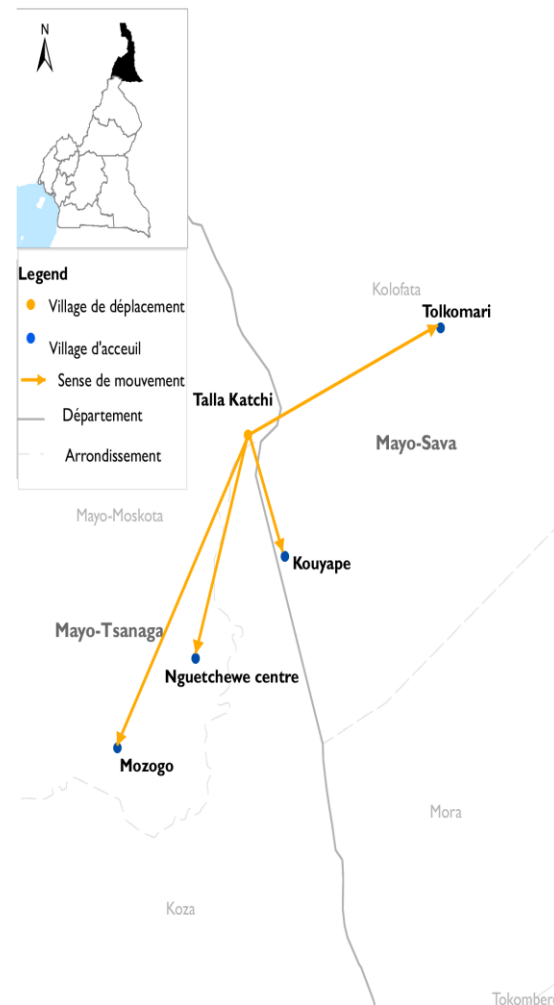 N
Legend
Village de déplacement
Village d'acceuil
Sense de mouvement
Département
Arrondissement
Kolofata
Tolkomari
Talla Katchi
Mayo-Sava
Mayo-Moskota
Kouyape
Mayo-Tsanaga
Nguetchewe centre
Mozogo
Mora
Koza